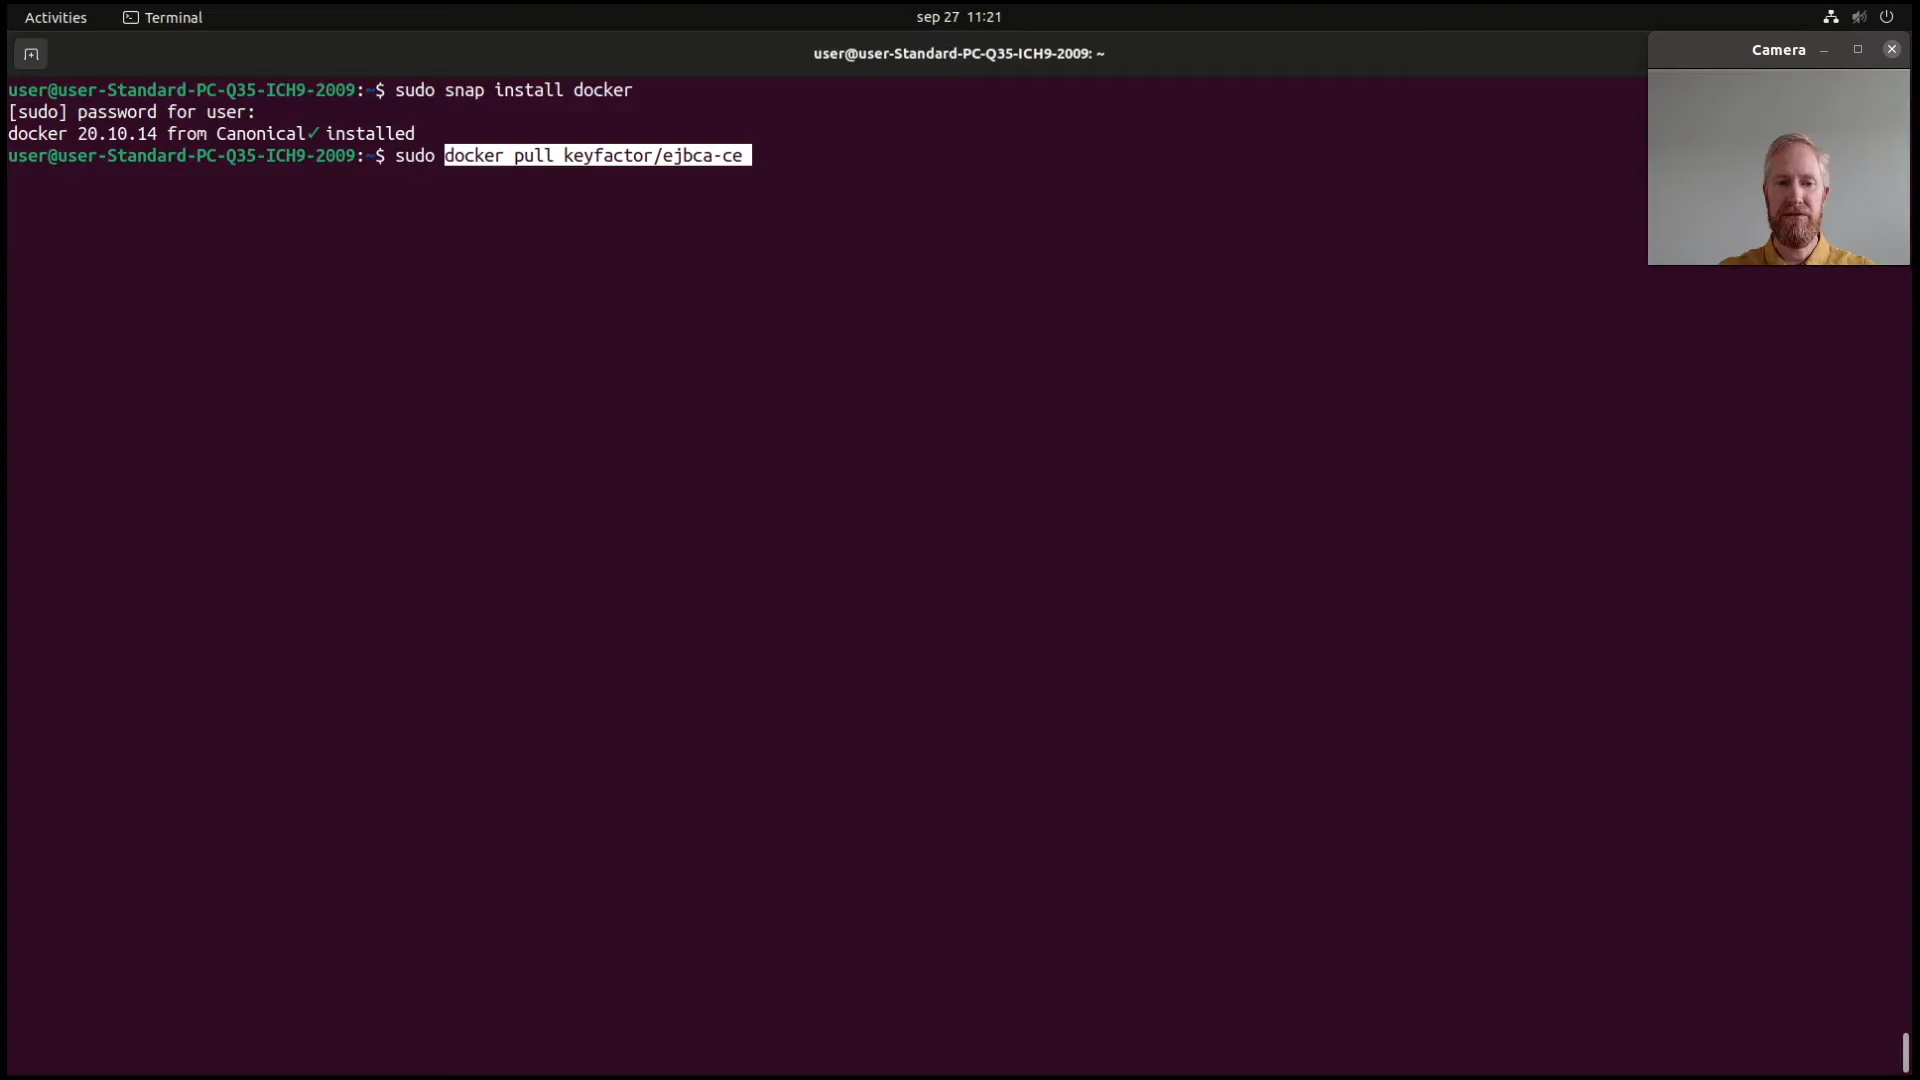 Activities Terminal sep 27 11:21
user@user-Standard-PC-Q35-ICH9-2009: ~ Camera
user@user-Standard-PC-Q35-ICH9-2009:~$ sudo snap install docker
[sudo] password for user:
docker 20.10.14 from Canonical✓ installed
user@user-Standard-PC-Q35-ICH9-2009:~$ sudo docker pull keyfactor/ejbca-ce